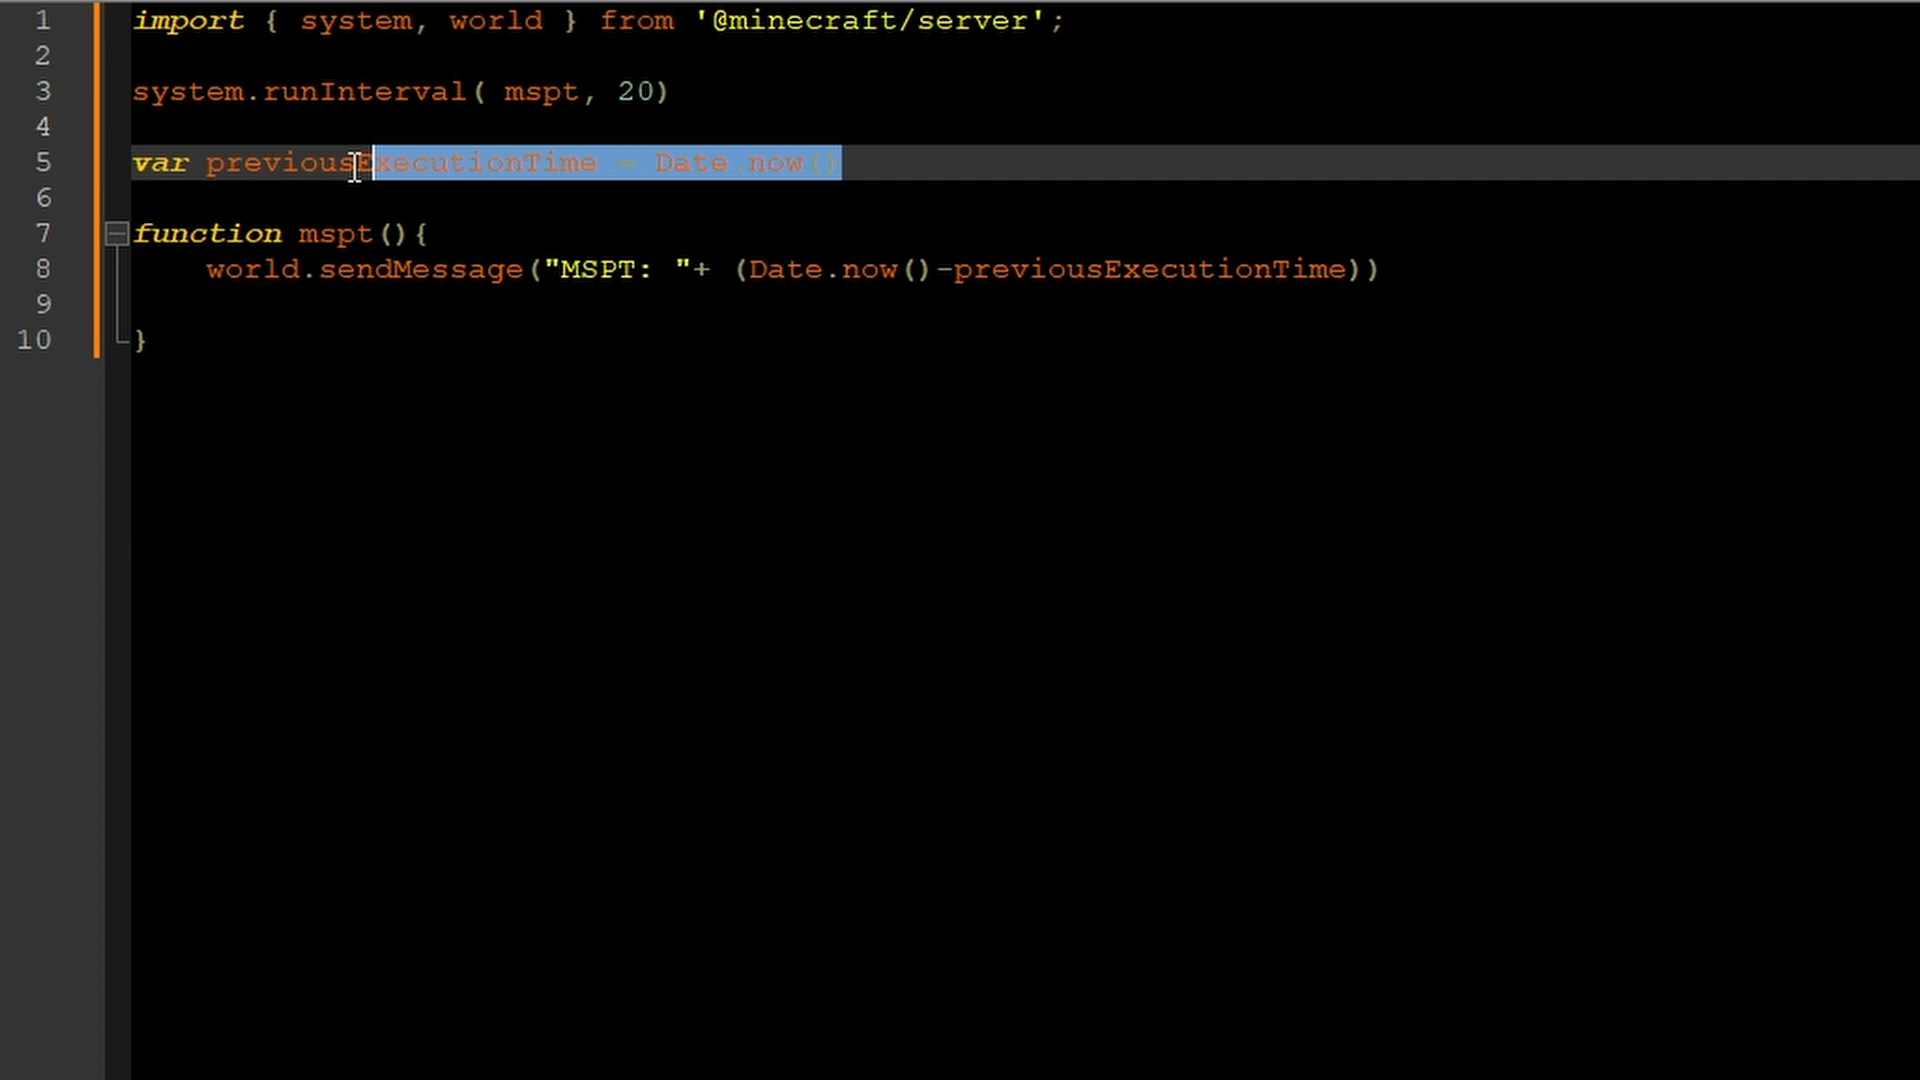 1 import { system, world } from '@minecraft/server';
2
3 system.runInterval( mspt, 20)
4
5 var previousExecutionTime = Date.now()
6
7 function mspt(){
8 world.sendMessage("MSPT: "+ (Date.now()-previousExecutionTime))
9
10 }